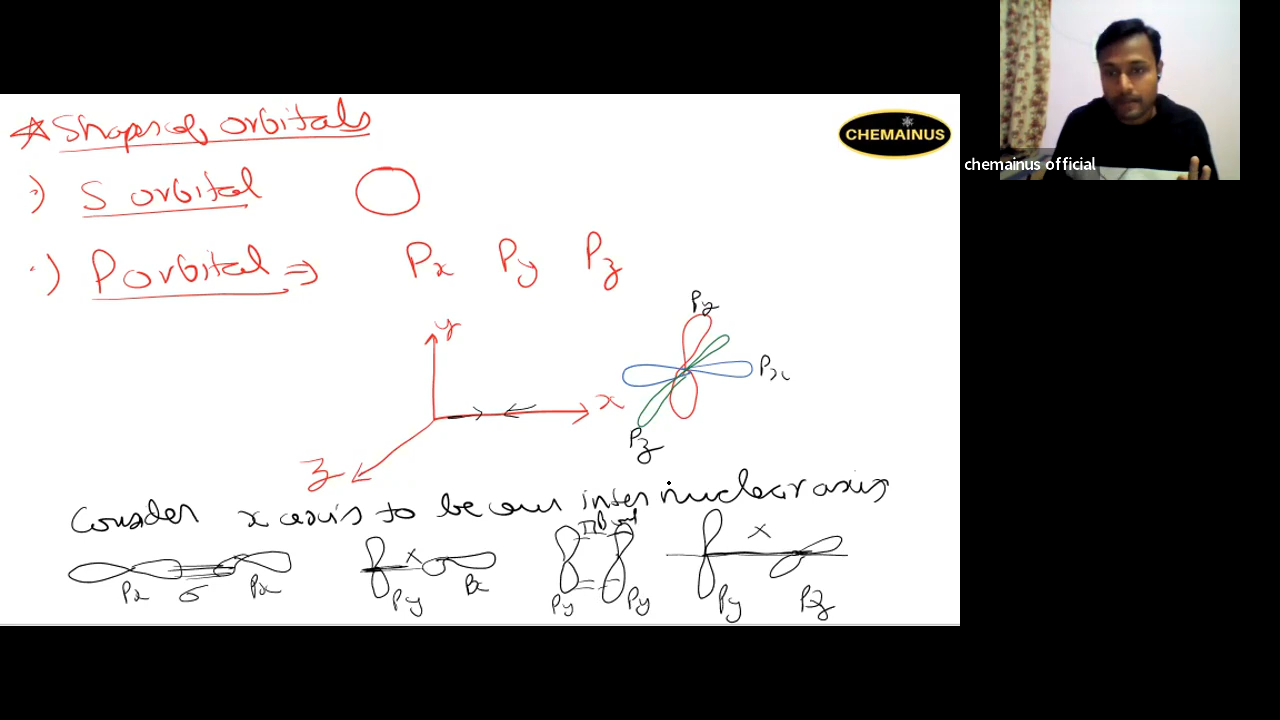 Shapes of orbitals
CHEMAINUS
chemainus official
S orbital
P orbital ⇒ Px Py Pz
Py
y
Px
x
Pz
z
Consider x axis to be our internuclear axis
Π Bond
x x
Px σ Px Py Px Py Py Py Pz